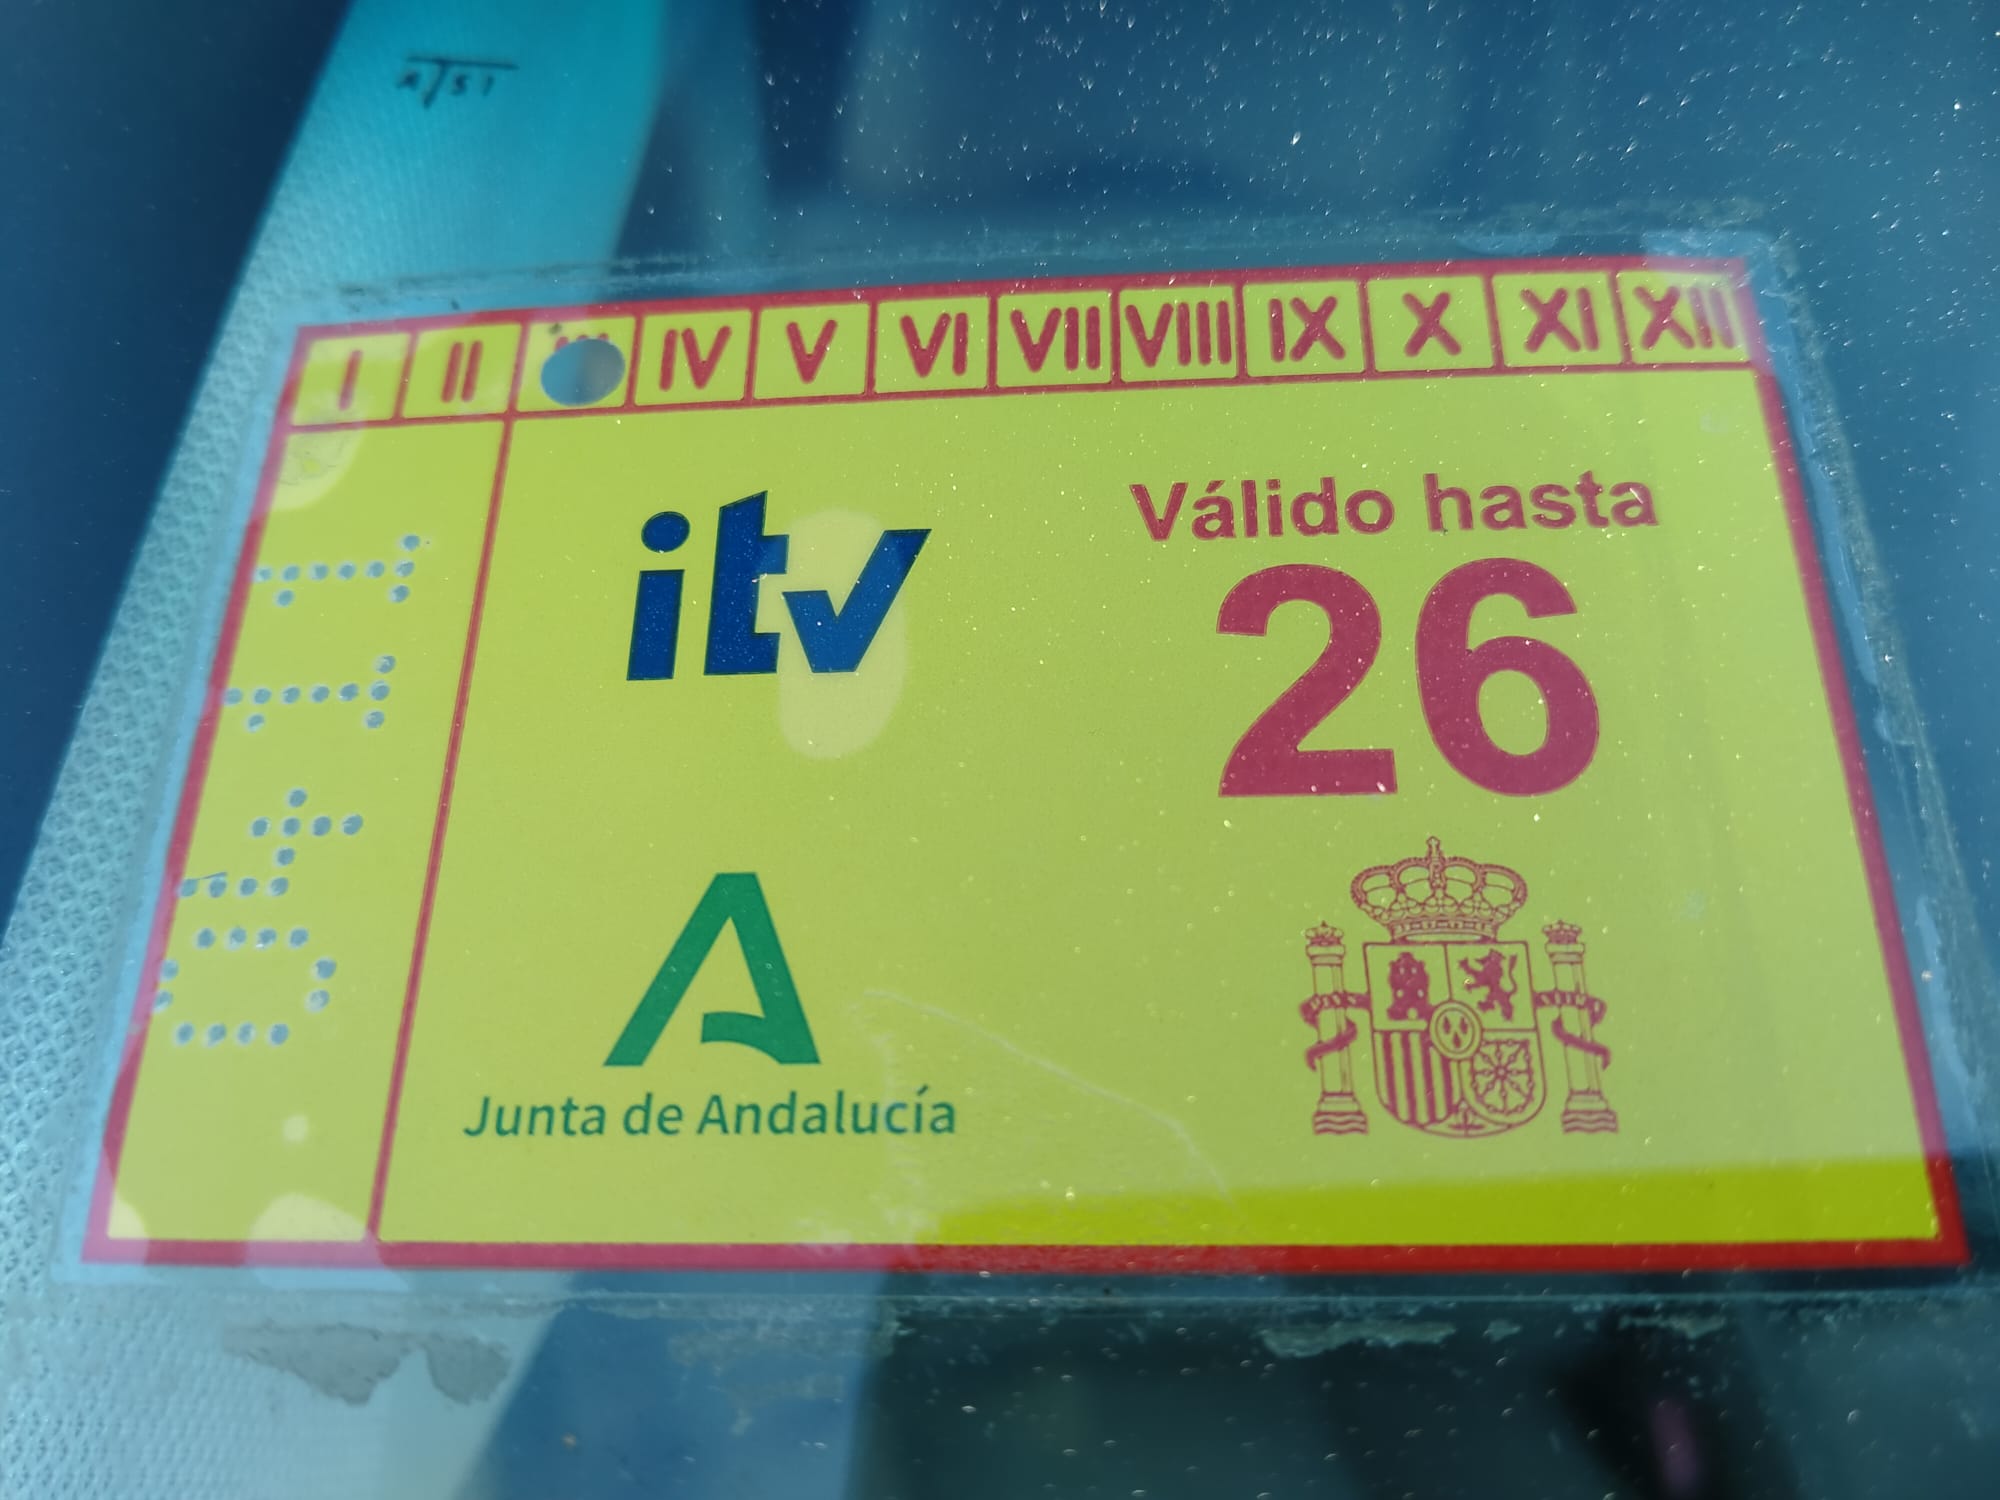 I II III IV V VI VII VIII IX X XI XII
itv
Válido hasta
26
Junta de Andalucía